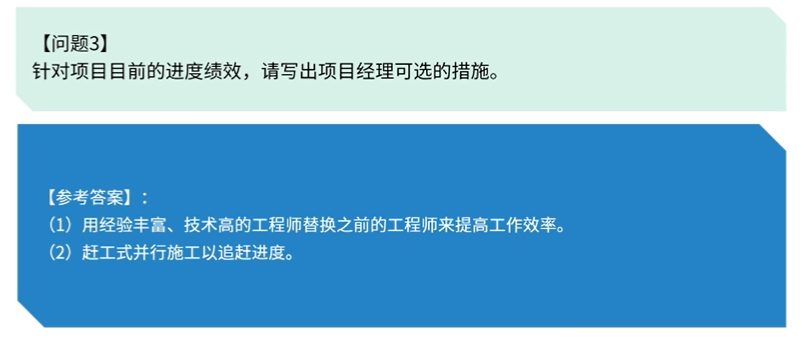 【问题3】
针对项目目前的进度绩效，请写出项目经理可选的措施。
【参考答案】：
（1）用经验丰富、技术高的工程师替换之前的工程师来提高工作效率。
（2）赶工式并行施工以追赶进度。